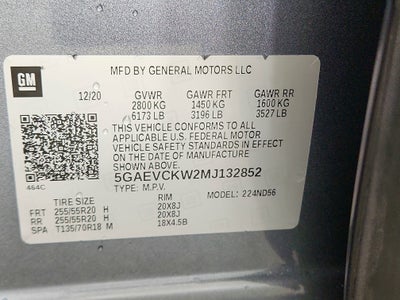 GM
MFD BY GENERAL MOTORS LLC
12/20 GVWR GAWR FRT GAWR RR
2800 KG 1450 KG 1600 KG
6173 LB 3196 LB 3527 LB
THIS VEHICLE CONFORMS TO ALL
APPLICABLE U.S. FEDERAL MOTOR
VEHICLE SAFETY STANDARDS IN EFFECT
ON THE DATE OF MANUFACTURE
SHOWN ABOVE.
464C
5GAEVCKW2MJ132852
TYPE: M.P.V. MODEL: 224ND56
TIRE SIZE RIM
FRT 255/55R20 H 20X8J
RR 255/55R20 H 20X8J
SPA T135/70R18 M 18X4.5B